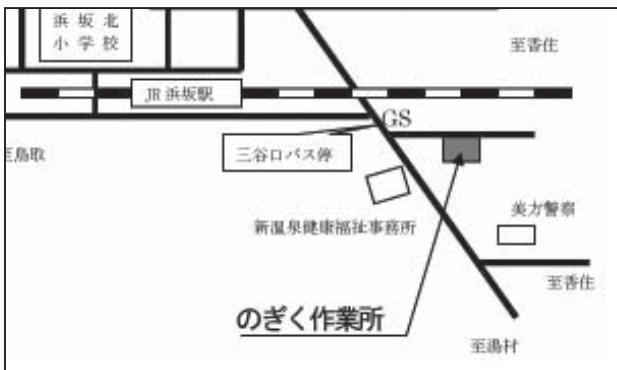 浜坂北
小学校
至香住
JR浜坂駅
GS
三谷口バス停
至鳥取
新温泉健康福祉事務所
美方警察
至香住
のぎく作業所
至湯村